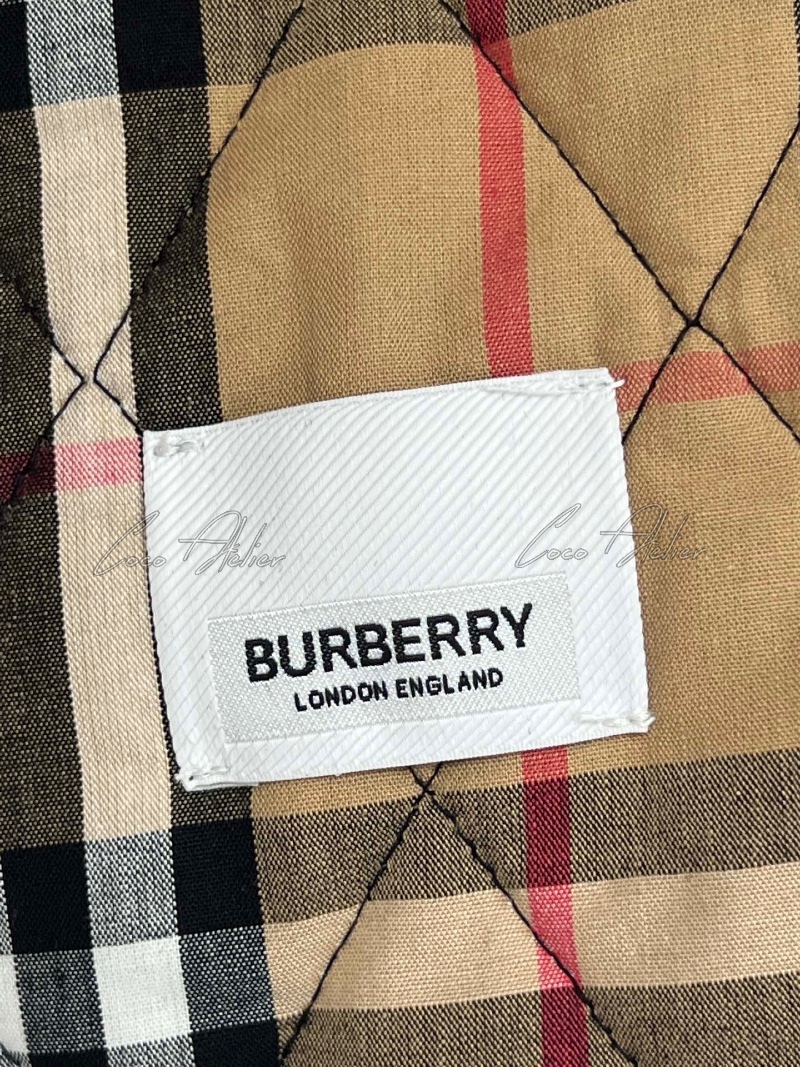 Coco Atelier
Coco Atelier
BURBERRY
LONDON ENGLAND